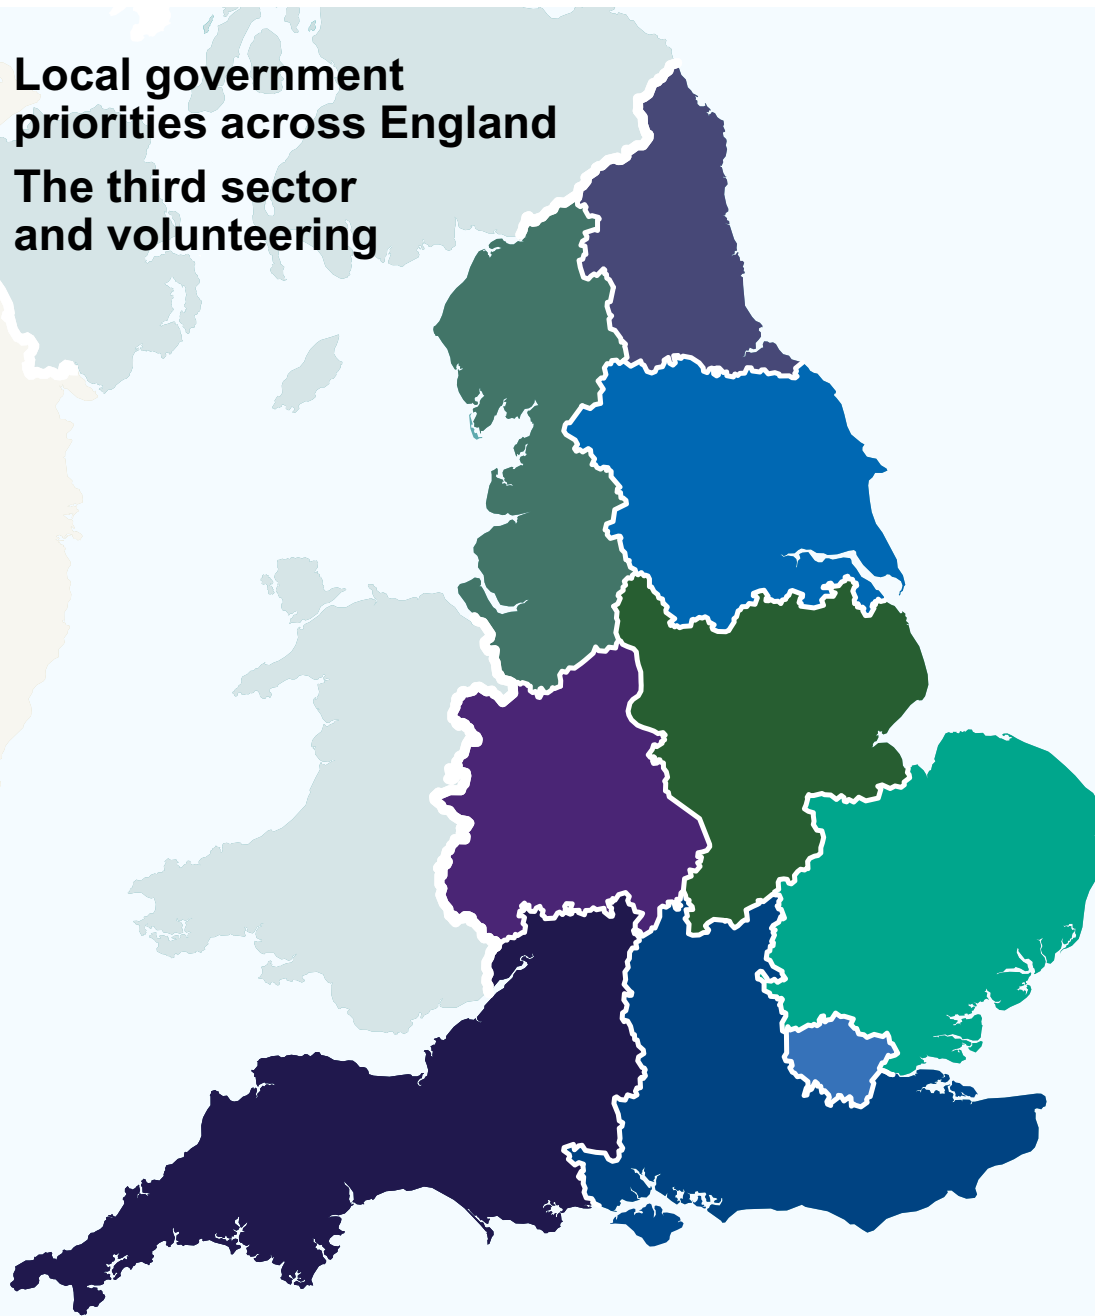 Local government
priorities across England
The third sector
and volunteering